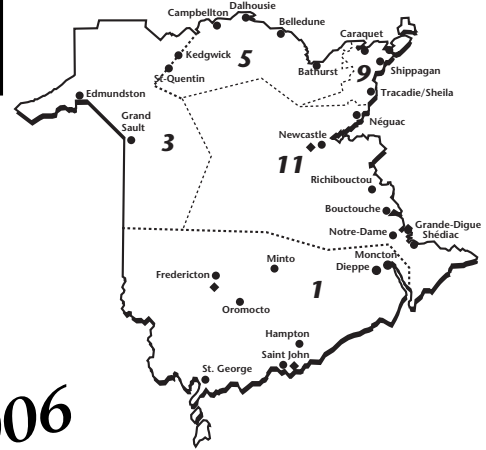 Dalhousie
Campbellton
Belledune
Caraquet
Kedgwick
5
St-Quentin
Bathurst
9
Shippagan
Edmundston
Tracadie/Sheila
Grand
Sault
3
Néguac
Newcastle
11
Richibouctou
Bouctouche
Grande-Digue
Notre-Dame
Shédiac
Moncton
Minto
Dieppe
Fredericton
1
Oromocto
Hampton
Saint John
St. George
06